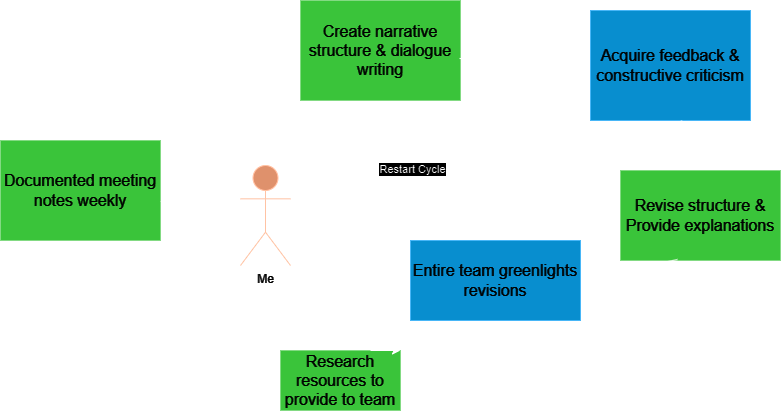 Create narrative
structure & dialogue
writing
Acquire feedback &
constructive criticism
Documented meeting
notes weekly
Restart Cycle
Revise structure &
Provide explanations
Me
Entire team greenlights
revisions
Research
resources to
provide to team